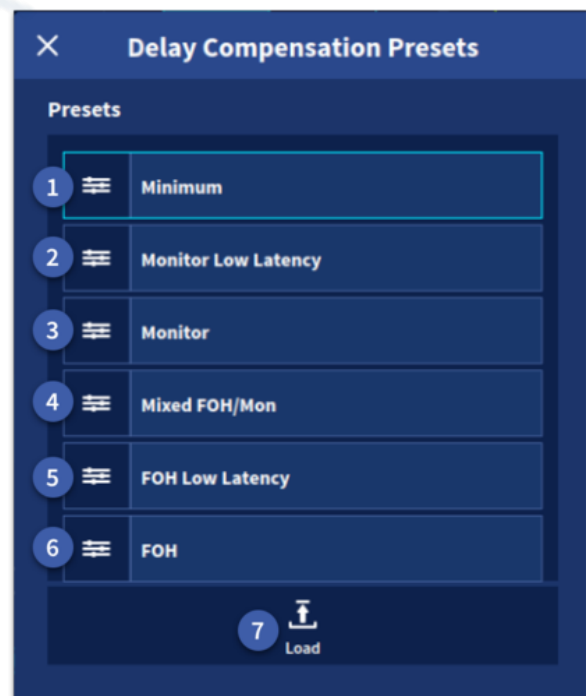 Delay Compensation Presets
Presets
1 Minimum
2 Monitor Low Latency
3 Monitor
4 Mixed FOH/Mon
5 FOH Low Latency
6 FOH
7 Load